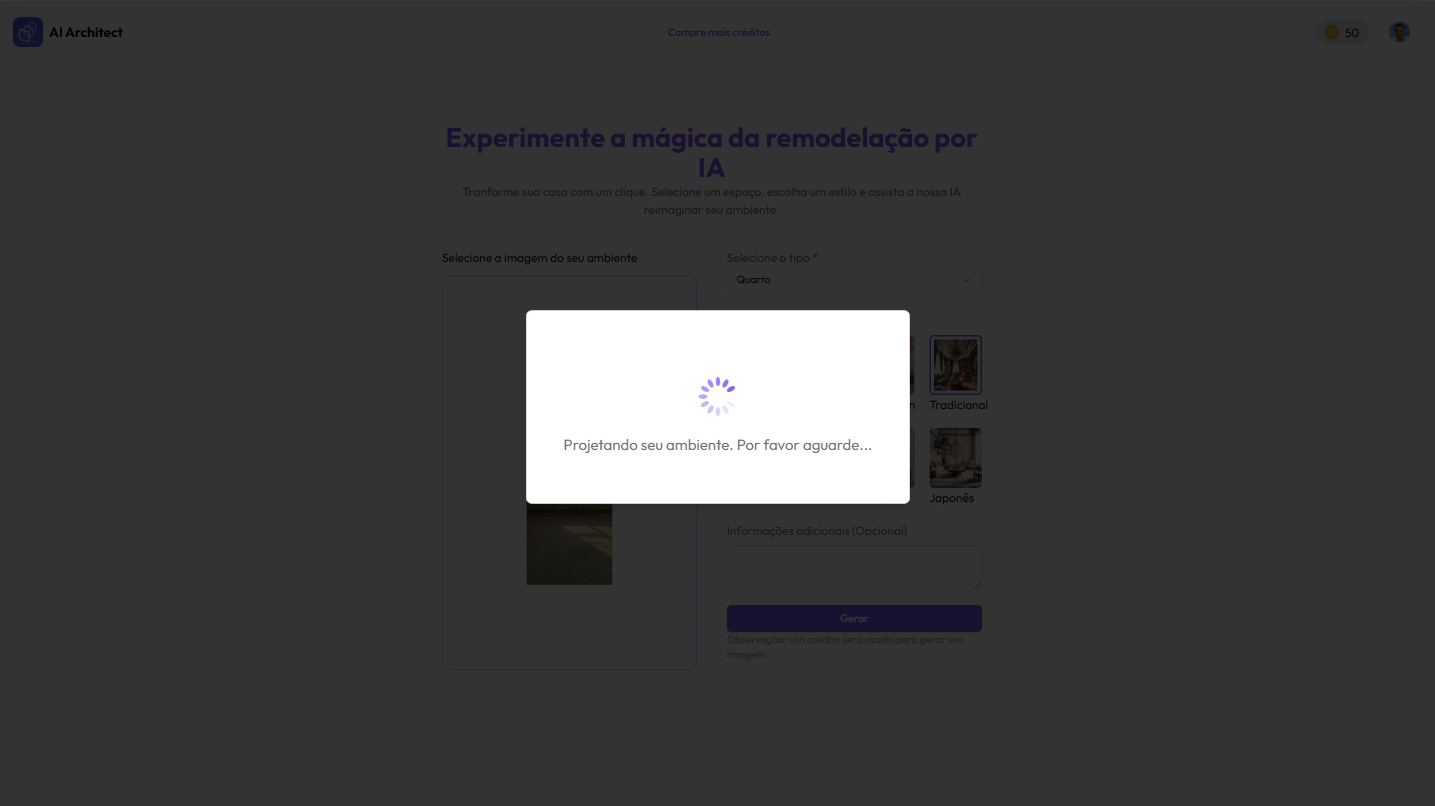 AI Architect
Compre mais créditos
50
Experimente a mágica da remodelação por
IA
Tranforme sua casa com um clique. Selecione um espaço, escolha um estilo e assista a nossa IA
reimaginar seu ambiente.
Selecione a imagem do seu ambiente
Selecione o tipo *
Quarto
n
Tradicional
Projetando seu ambiente. Por favor aguarde...
Japonês
Informações adicionais (Opcional)
Gerar
Observação: Um crédito será usado para gerar sua
imagem.